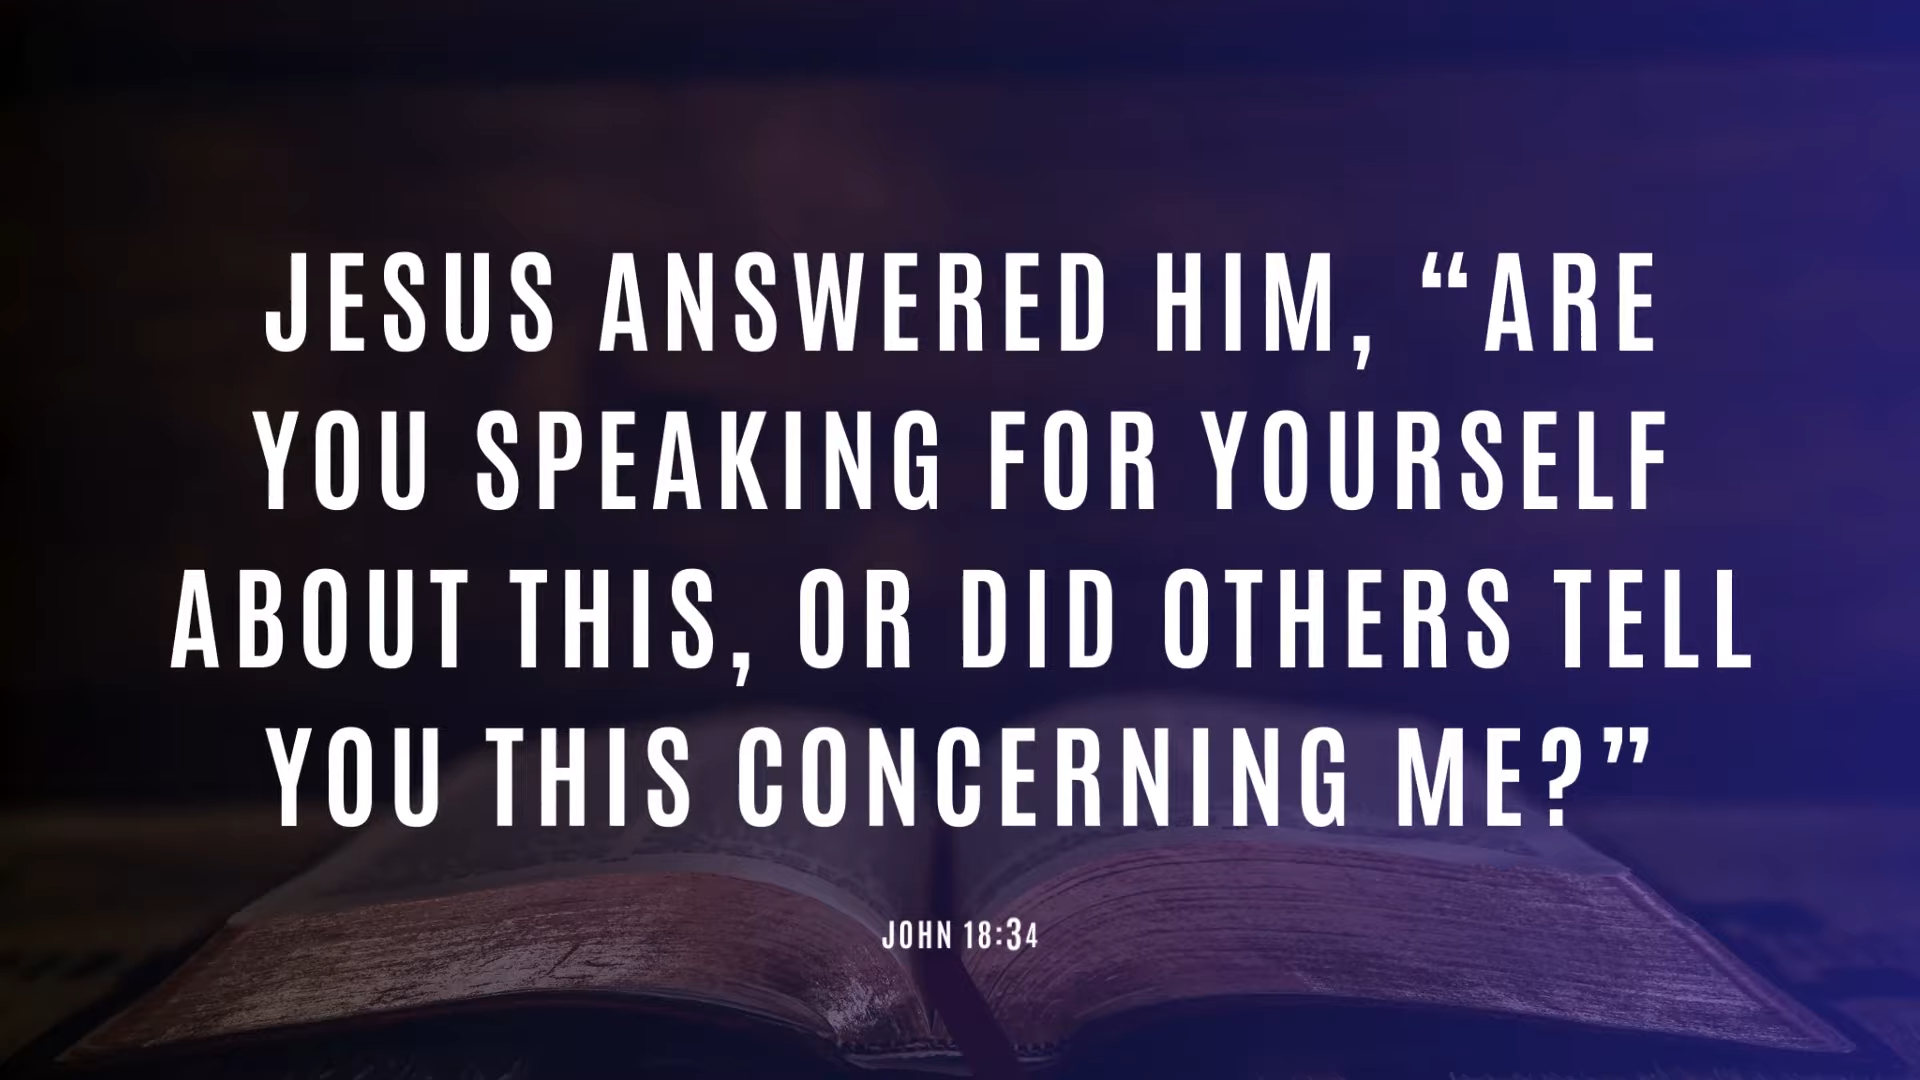 JESUS ANSWERED HIM, “ARE
YOU SPEAKING FOR YOURSELF
ABOUT THIS, OR DID OTHERS TELL
YOU THIS CONCERNING ME?”
JOHN 18:34